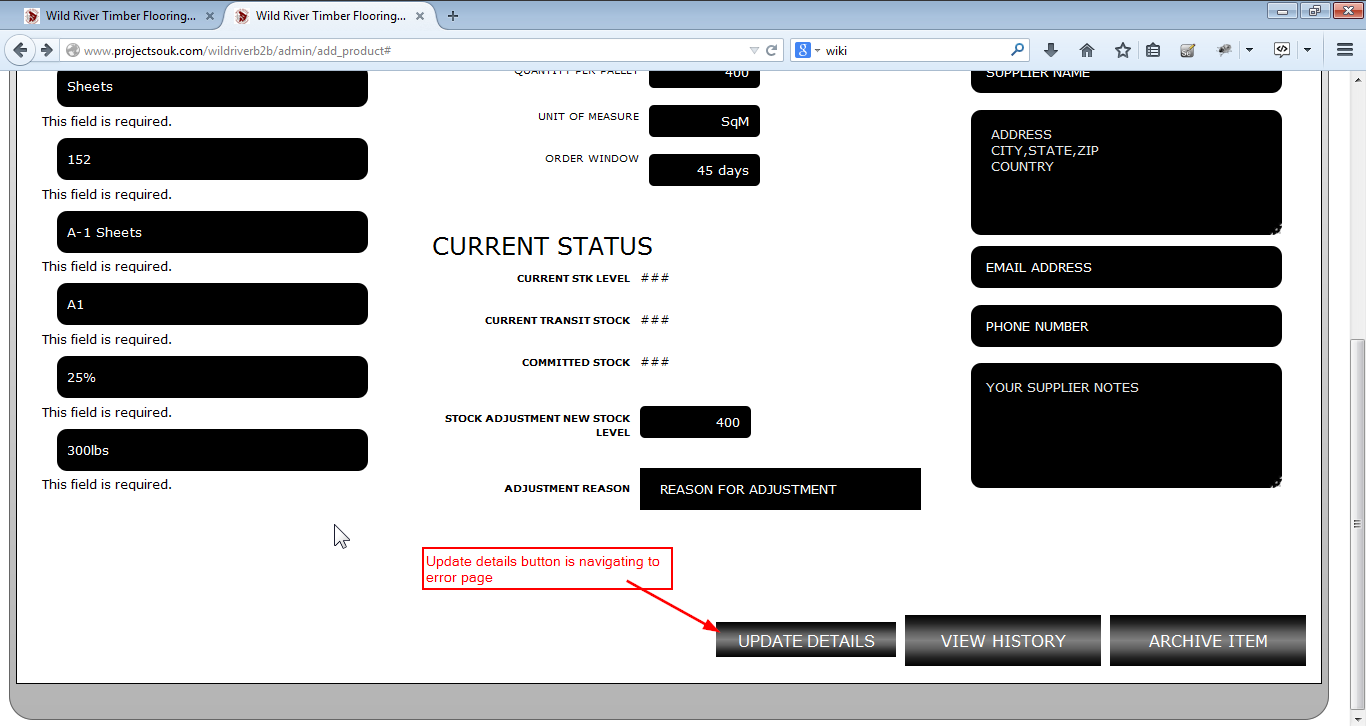 Wild River Timber Flooring...
Wild River Timber Flooring...
www.projectsouk.com/wildriverb2b/admin/add_product#
wiki
Sheets
This field is required.
152
This field is required.
A-1 Sheets
This field is required.
A1
This field is required.
25%
This field is required.
300lbs
This field is required.
QUANTITY PER PALLET
400
UNIT OF MEASURE
SqM
ORDER WINDOW
45 days
CURRENT STATUS
CURRENT STK LEVEL ###
CURRENT TRANSIT STOCK ###
COMMITTED STOCK ###
STOCK ADJUSTMENT NEW STOCK
LEVEL
400
ADJUSTMENT REASON
REASON FOR ADJUSTMENT
SUPPLIER NAME
ADDRESS
CITY,STATE,ZIP
COUNTRY
EMAIL ADDRESS
PHONE NUMBER
YOUR SUPPLIER NOTES
Update details button is navigating to
error page
UPDATE DETAILS
VIEW HISTORY
ARCHIVE ITEM